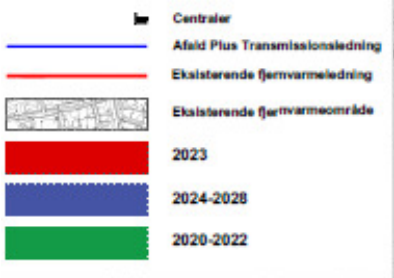 Centraler
Afald Plus Transmissionsledning
Eksisterende fjernvarmeledning
Eksisterende fjernvarmeområde
2023
2024-2028
2020-2022